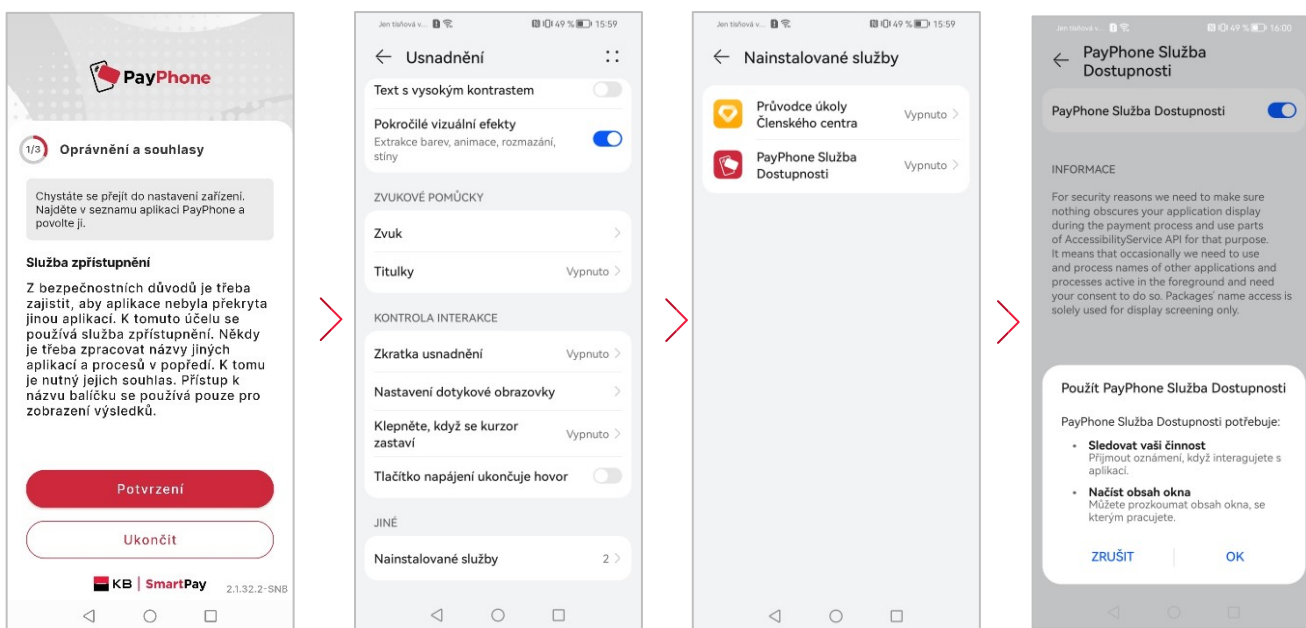 PayPhone
1/3 Oprávnění a souhlasy
Chystáte se přejít do nastavení zařízení.
Najděte v seznamu aplikaci PayPhone a
povolte ji.
Služba zpřístupnění
Z bezpečnostních důvodů je třeba
zajistit, aby aplikace nebyla překryta
jinou aplikací. K tomuto účelu se
používá služba zpřístupnění. Někdy
je třeba zpracovat názvy jiných
aplikací a procesů v popředí. K tomu
je nutný jejich souhlas. Přístup k
názvu balíčku se používá pouze pro
zobrazení výsledků.
Potvrzení
Ukončit
KB | SmartPay
2.1.32.2-SNB
Jen tísňová v... 49 % 15:59
Usnadnění
Text s vysokým kontrastem
Pokročilé vizuální efekty
Extrakce barev, animace, rozmazání,
stíny
ZVUKOVÉ POMŮCKY
Zvuk
Titulky Vypnuto
KONTROLA INTERAKCE
Zkratka usnadnění Vypnuto
Nastavení dotykové obrazovky
Klepněte, když se kurzor
zastaví Vypnuto
Tlačítko napájení ukončuje hovor
JINÉ
Nainstalované služby 2
Jen tísňová v... 49 % 15:59
Nainstalované služby
Průvodce úkoly
Členského centra Vypnuto
PayPhone Služba
Dostupnosti Vypnuto
Jen tísňová v... 49 % 16:00
PayPhone Služba
Dostupnosti
PayPhone Služba Dostupnosti
INFORMACE
For security reasons we need to make sure
nothing obscures your application display
during the payment process and use parts
of AccessibilityService API for that purpose.
It means that occasionally we need to use
and process names of other applications and
processes active in the foreground and need
your consent to do so. Packages' name access is
solely used for display screening only.
Použít PayPhone Služba Dostupnosti
PayPhone Služba Dostupnosti potřebuje:
• Sledovat vaši činnost
Přijmout oznámení, když interagujete s
aplikací.
• Načíst obsah okna
Můžete prozkoumat obsah okna, se
kterým pracujete.
ZRUŠIT OK